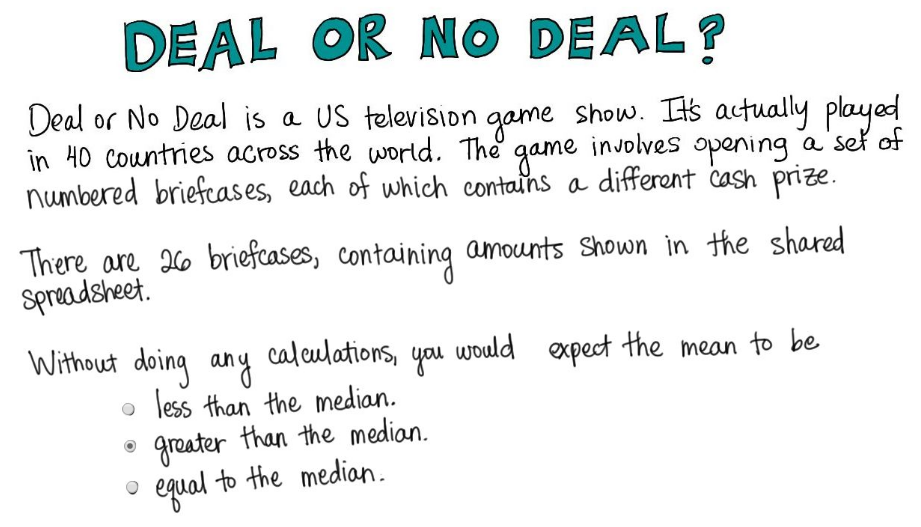 DEAL OR NO DEAL?
Deal or No Deal is a US television game show. It's actually played
in 40 countries across the world. The game involves opening a set of
numbered briefcases, each of which contains a different cash prize.
There are 26 briefcases, containing amounts shown in the shared
spreadsheet.
Without doing any calculations, you would expect the mean to be
less than the median.
greater than the median.
equal to the median.